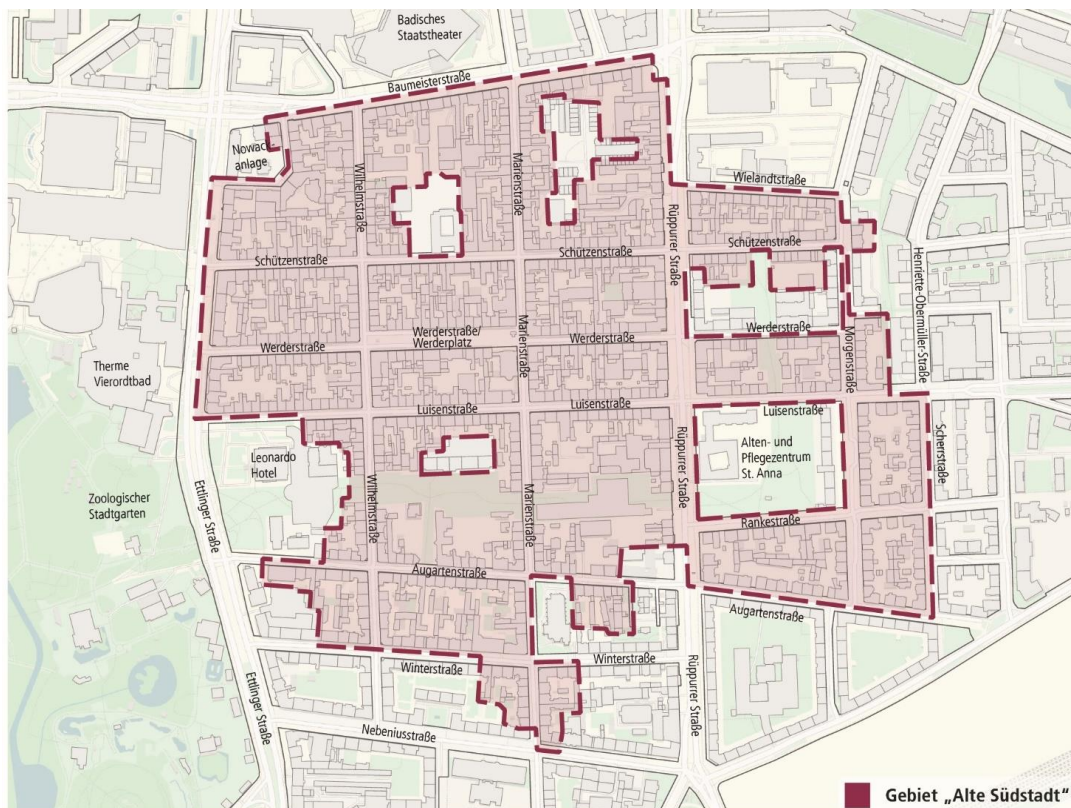 Badisches
Staatstheater
Baumeisterstraße
Nowack-
anlage
Wilhelmstraße
Marienstraße
Wielandtstraße
Rüppurrer Straße
Schützenstraße
Schützenstraße
Schützenstraße
Henriette-Obermüller-Straße
Werderstraße/
Werderplatz
Werderstraße
Werderstraße
Werderstraße
Marienstraße
Morgenstraße
Therme
Vierordtbad
Luisenstraße
Luisenstraße
Luisenstraße
Leonardo
Hotel
Alten- und
Pflegezentrum
St. Anna
Rüppurrer Straße
Scherrstraße
Zoologischer
Stadtgarten
Ettlinger Straße
Wilhelmstraße
Marienstraße
Rankestraße
Augartenstraße
Augartenstraße
Winterstraße
Winterstraße
Rüppurrer Straße
Ettlinger Straße
Nebeniusstraße
Gebiet „Alte Südstadt“